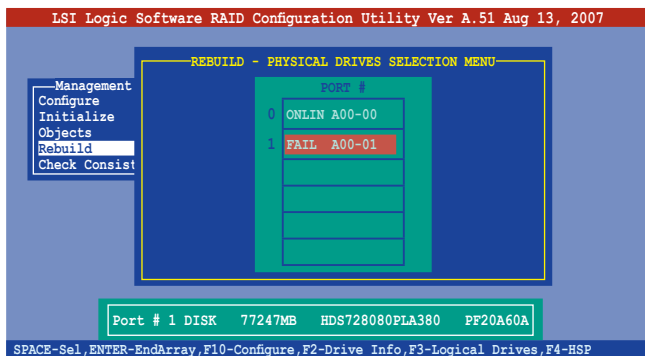 LSI Logic Software RAID Configuration Utility Ver A.51 Aug 13, 2007
REBUILD - PHYSICAL DRIVES SELECTION MENU
Management
Configure
Initialize
Objects
Rebuild
Check Consist
PORT #
0 ONLIN A00-00
1 FAIL A00-01
Port # 1 DISK 77247MB HDS728080PLA380 PF20A60A
SPACE-Sel,ENTER-EndArray,F10-Configure,F2-Drive Info,F3-Logical Drives,F4-HSP